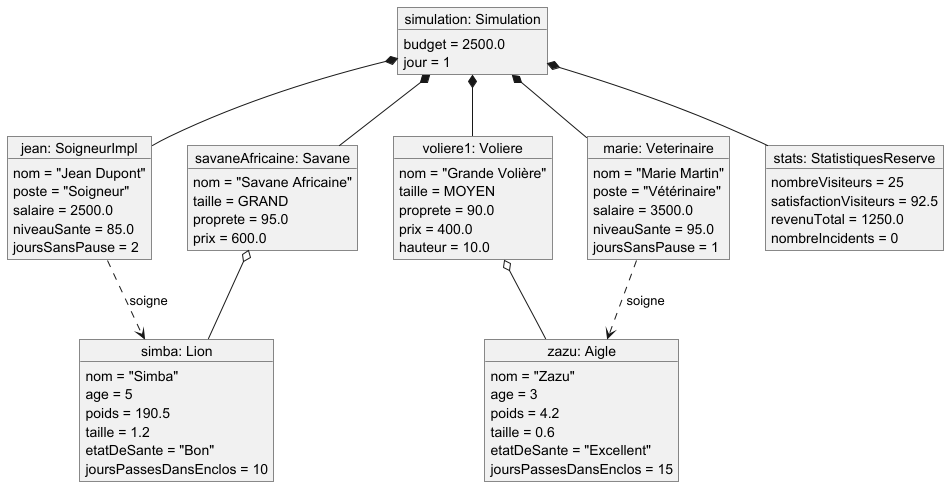 simulation: Simulation
budget = 2500.0
jour = 1
jean: SoigneurImpl
nom = "Jean Dupont"
poste = "Soigneur"
salaire = 2500.0
niveauSante = 85.0
joursSansPause = 2
savaneAfricaine: Savane
nom = "Savane Africaine"
taille = GRAND
proprete = 95.0
prix = 600.0
voliere1: Voliere
nom = "Grande Volière"
taille = MOYEN
proprete = 90.0
prix = 400.0
hauteur = 10.0
marie: Veterinaire
nom = "Marie Martin"
poste = "Vétérinaire"
salaire = 3500.0
niveauSante = 95.0
joursSansPause = 1
stats: StatistiquesReserve
nombreVisiteurs = 25
satisfactionVisiteurs = 92.5
revenuTotal = 1250.0
nombreIncidents = 0
soigne
soigne
simba: Lion
nom = "Simba"
age = 5
poids = 190.5
taille = 1.2
etatDeSante = "Bon"
joursPassesDansEnclos = 10
zazu: Aigle
nom = "Zazu"
age = 3
poids = 4.2
taille = 0.6
etatDeSante = "Excellent"
joursPassesDansEnclos = 15